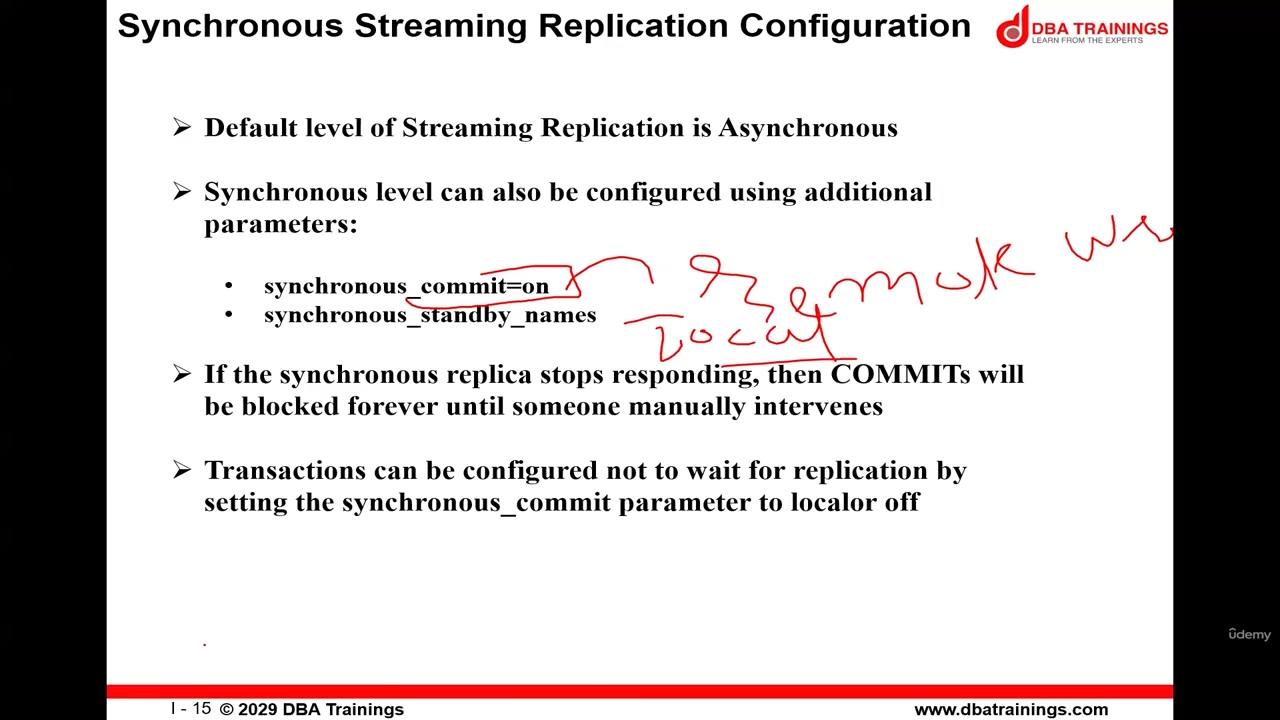 Synchronous Streaming Replication Configuration
DBA TRAININGS
LEARN FROM THE EXPERTS
➢ Default level of Streaming Replication is Asynchronous
➢ Synchronous level can also be configured using additional
parameters:
• synchronous_commit=on
Remote
• synchronous_standby_names
Local
➢ If the synchronous replica stops responding, then COMMITs will
be blocked forever until someone manually intervenes
➢ Transactions can be configured not to wait for replication by
setting the synchronous_commit parameter to localor off
ûdemy
I - 15 © 2029 DBA Trainings
www.dbatrainings.com